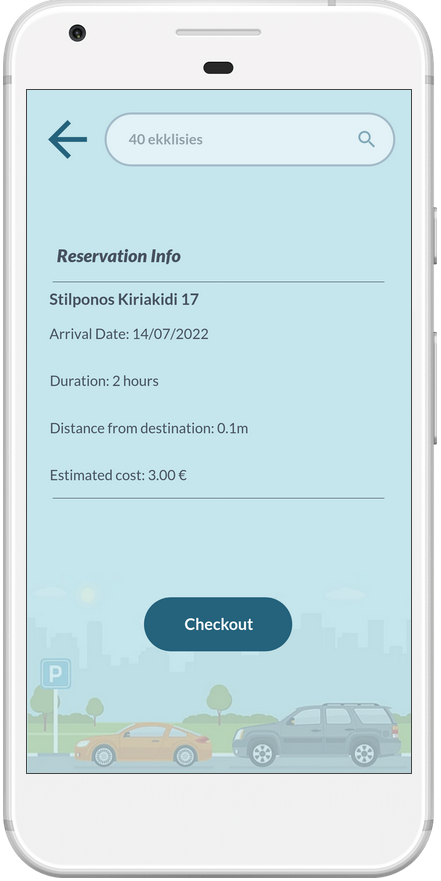 40 ekklisies
Reservation Info
Stilponos Kiriakidi 17
Arrival Date: 14/07/2022
Duration: 2 hours
Distance from destination: 0.1m
Estimated cost: 3.00 €
Checkout
P